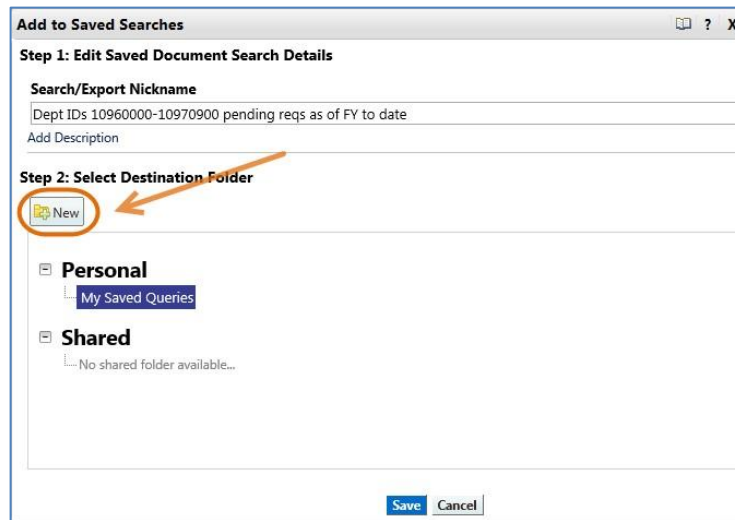 Add to Saved Searches ? X
Step 1: Edit Saved Document Search Details
Search/Export Nickname
Dept IDs 10960000-10970900 pending reqs as of FY to date
Add Description
Step 2: Select Destination Folder
New
Personal
My Saved Queries
Shared
No shared folder available...
Save Cancel